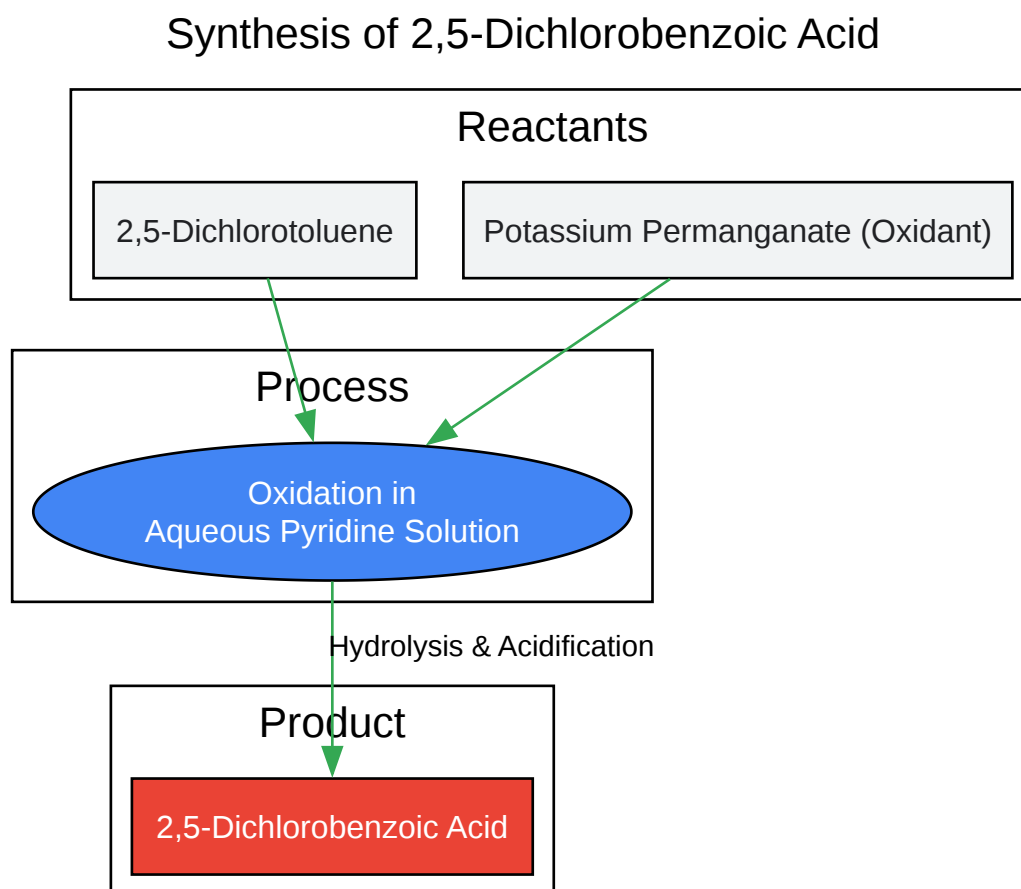 Synthesis of 2,5-Dichlorobenzoic Acid
Reactants
2,5-Dichlorotoluene
Potassium Permanganate (Oxidant)
Process
Oxidation in
Aqueous Pyridine Solution
Hydrolysis & Acidification
Product
2,5-Dichlorobenzoic Acid